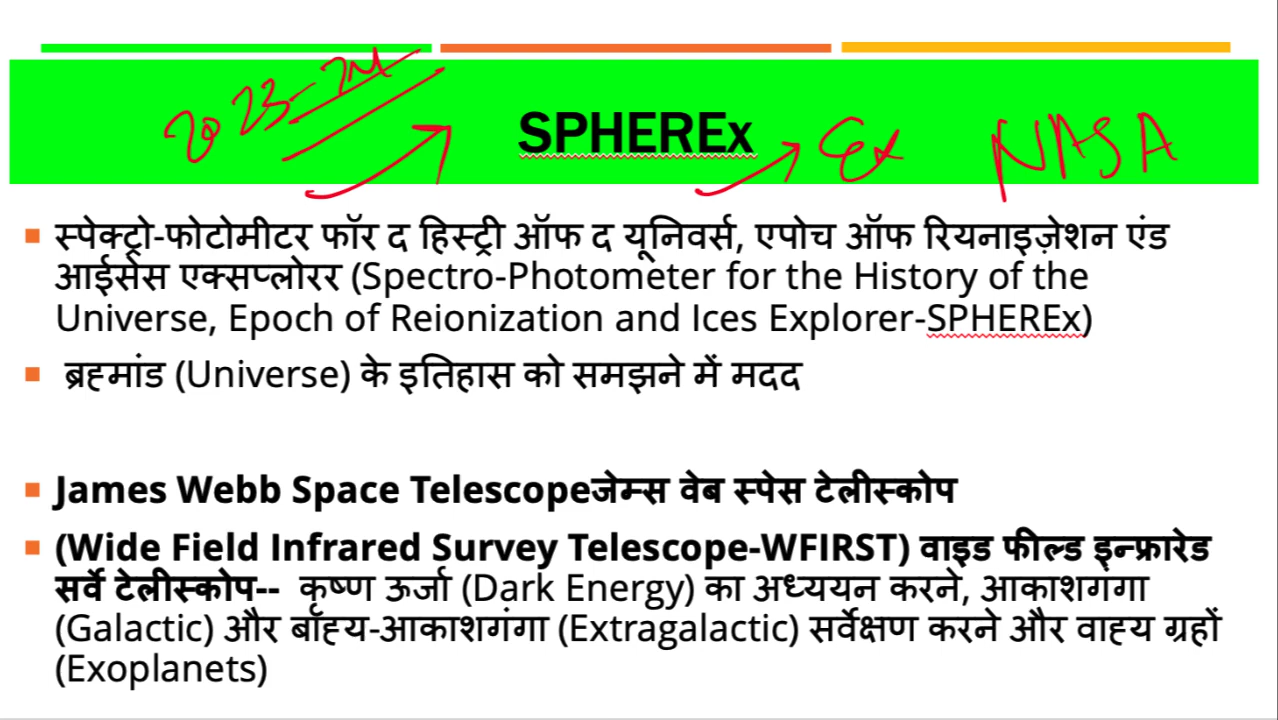 2023-24
SPHEREx
Ex
NASA
स्पेक्ट्रो-फोटोमीटर फॉर द हिस्ट्री ऑफ द यूनिवर्स, एपोच ऑफ रियनाइज़ेशन एंड
आईसेस एक्सप्लोरर (Spectro-Photometer for the History of the
Universe, Epoch of Reionization and Ices Explorer-SPHEREx)
ब्रह्मांड (Universe) के इतिहास को समझने में मदद
James Webb Space Telescopeजेम्स वेब स्पेस टेलीस्कोप
(Wide Field Infrared Survey Telescope-WFIRST) वाइड फील्ड इन्फ्रारेड
सर्वे टेलीस्कोप-- कृष्ण ऊर्जा (Dark Energy) का अध्ययन करने, आकाशगंगा
(Galactic) और बाह्य-आकाशगंगा (Extragalactic) सर्वेक्षण करने और वाह्य ग्रहों
(Exoplanets)